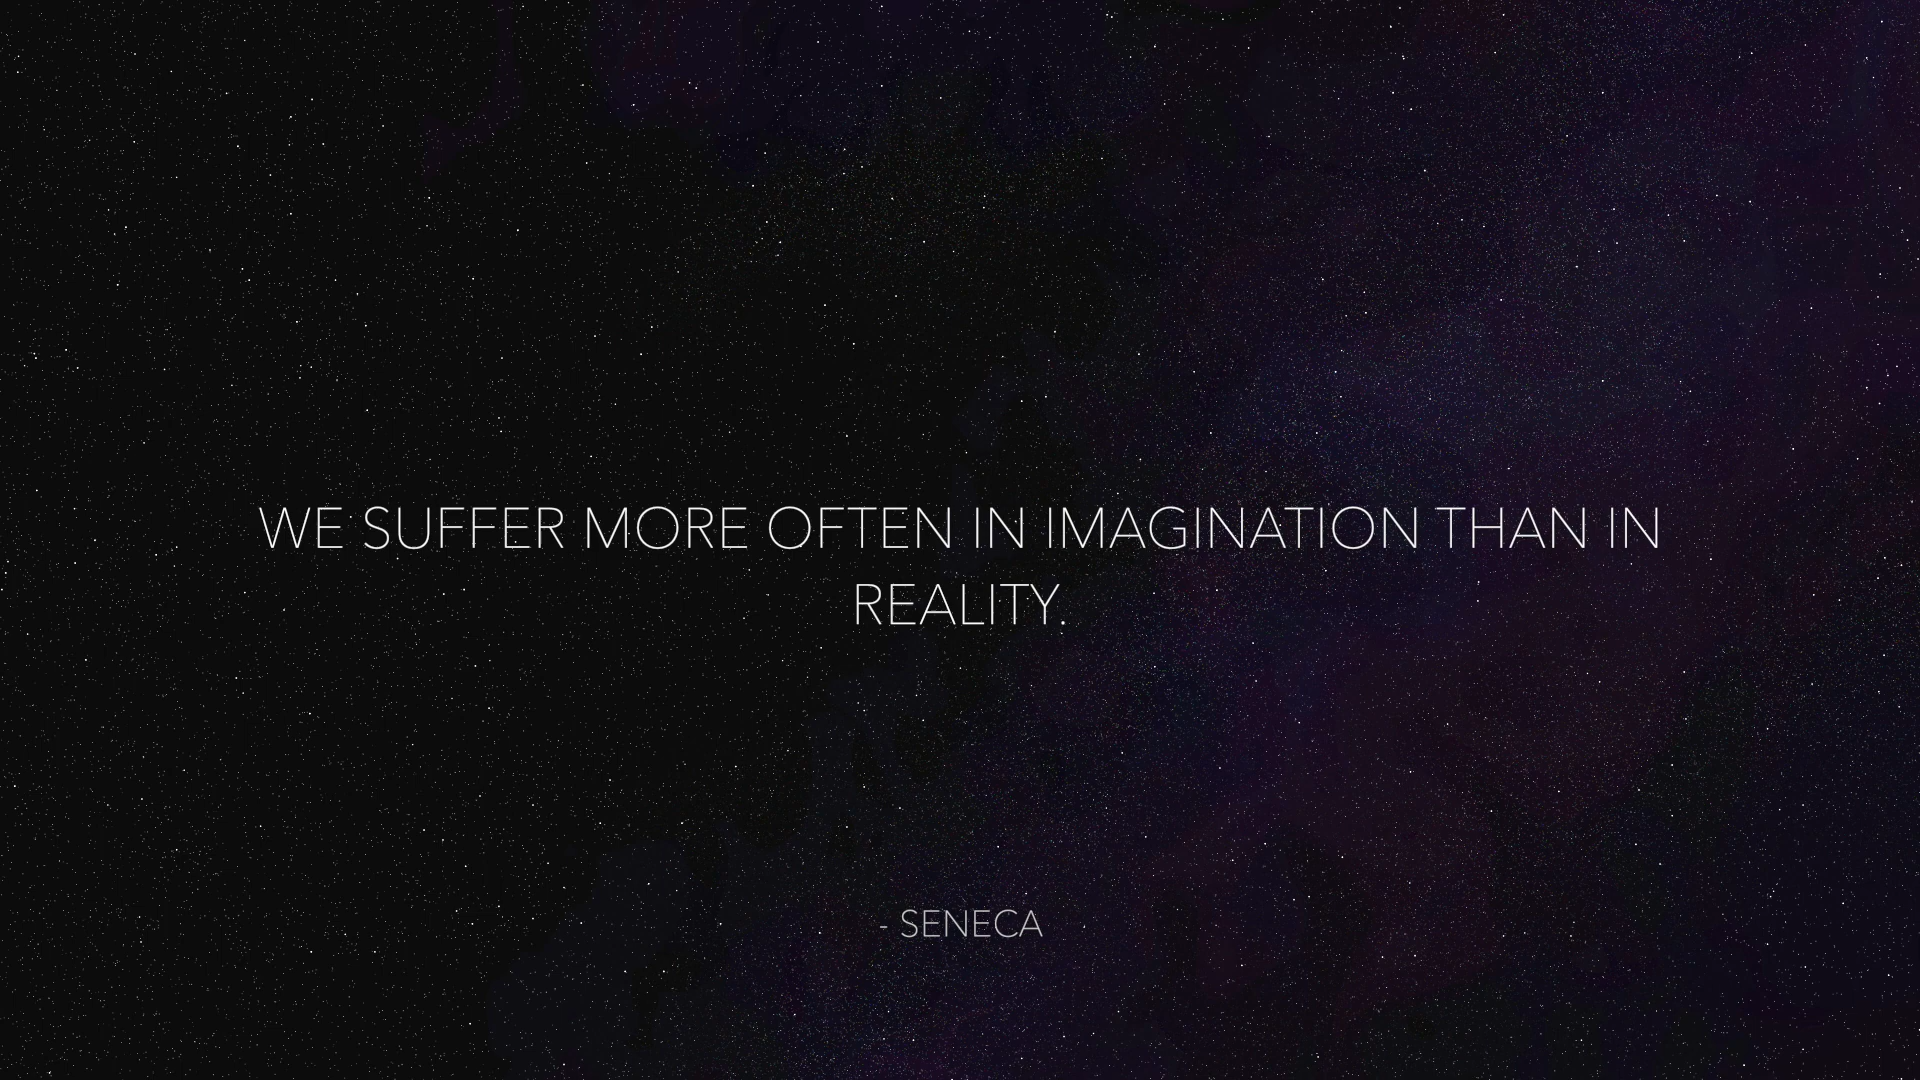 WE SUFFER MORE OFTEN IN IMAGINATION THAN IN
REALITY.
- SENECA